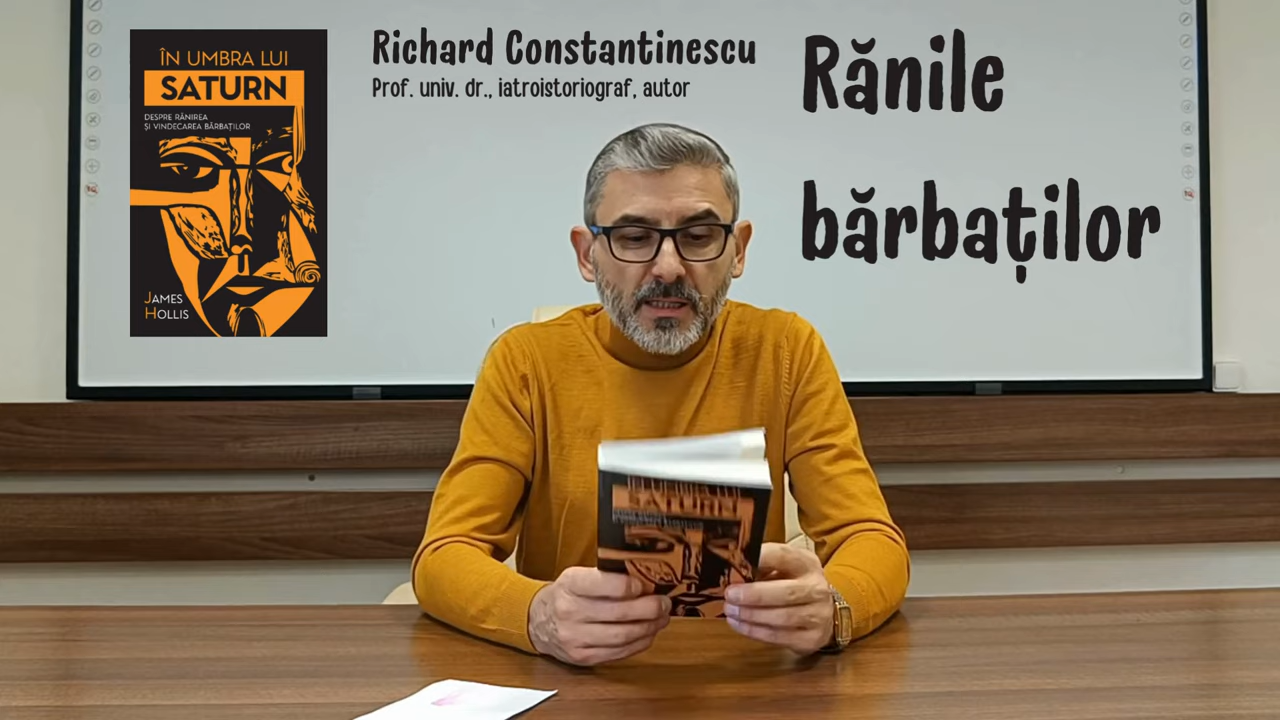 ÎN UMBRA LUI
SATURN
DESPRE RĂNIREA
ȘI VINDECAREA BĂRBAȚILOR
JAMES
HOLLIS
Richard Constantinescu
Prof. univ. dr., iatroistoriograf, autor
Rănile
bărbaților
SATURN